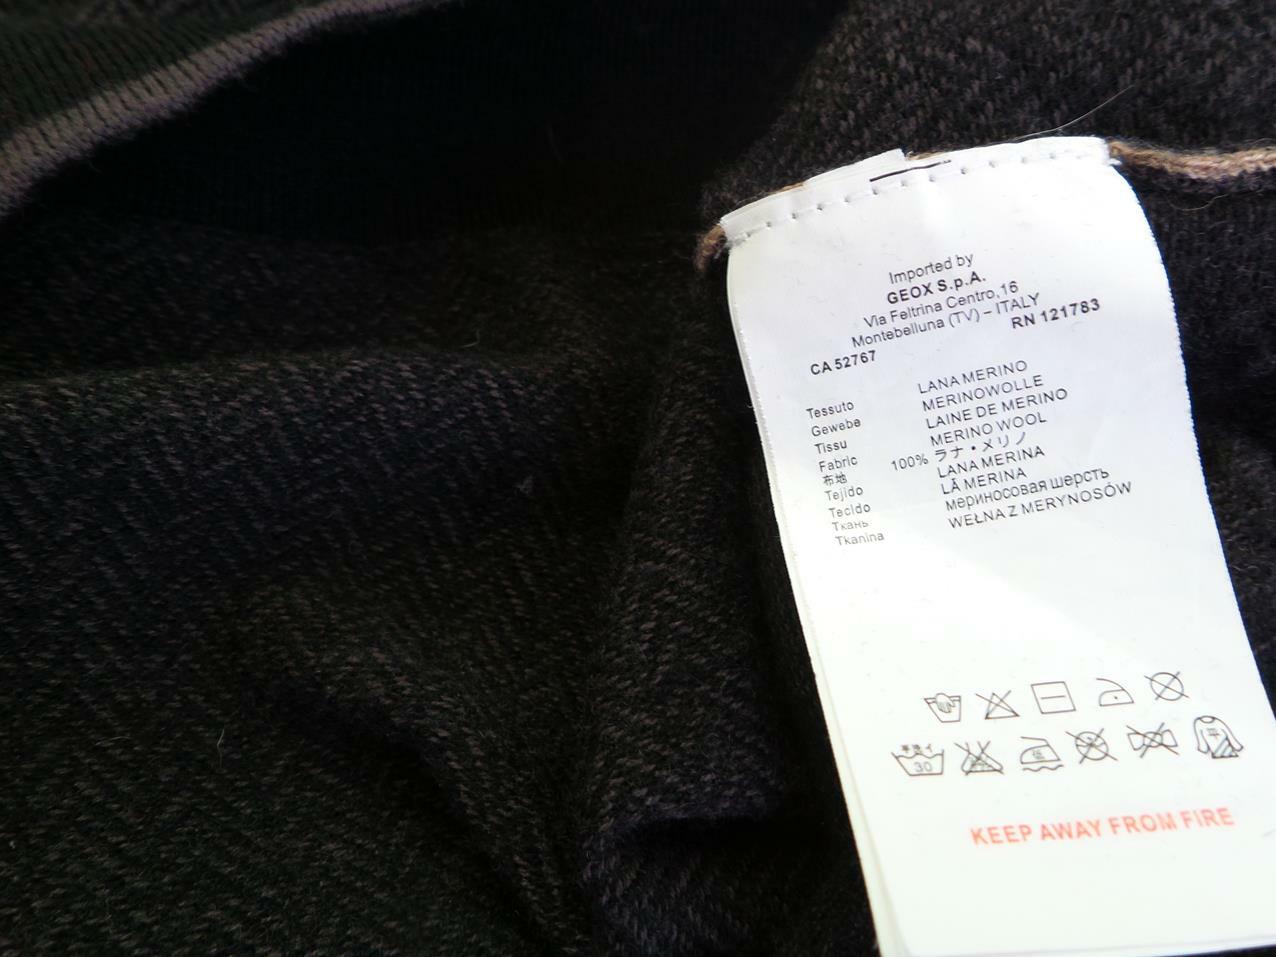 Imported by
GEOX S.p.A.
Via Feltrina Centro,16
Montebelluna (TV) – ITALY
CA 52767 RN 121783
Tessuto LANA MERINO
Gewebe MERINOWOLLE
Tissu LAINE DE MERINO
Fabric MERINO WOOL
布地 100% ラナ・メリノ
Tejido LANA MERINA
Tecido LÃ MERINA
Ткань мериносовая шерсть
Tkanina WEŁNA Z MERYNOSÓW
30 低 平
KEEP AWAY FROM FIRE